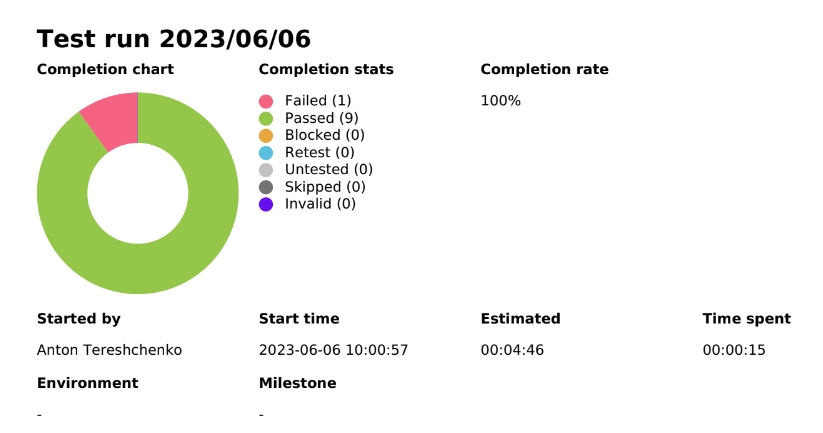 Test run 2023/06/06
Completion chart Completion stats Completion rate
Failed (1) 100%
Passed (9)
Blocked (0)
Retest (0)
Untested (0)
Skipped (0)
Invalid (0)
Started by Start time Estimated Time spent
Anton Tereshchenko 2023-06-06 10:00:57 00:04:46 00:00:15
Environment Milestone
- -